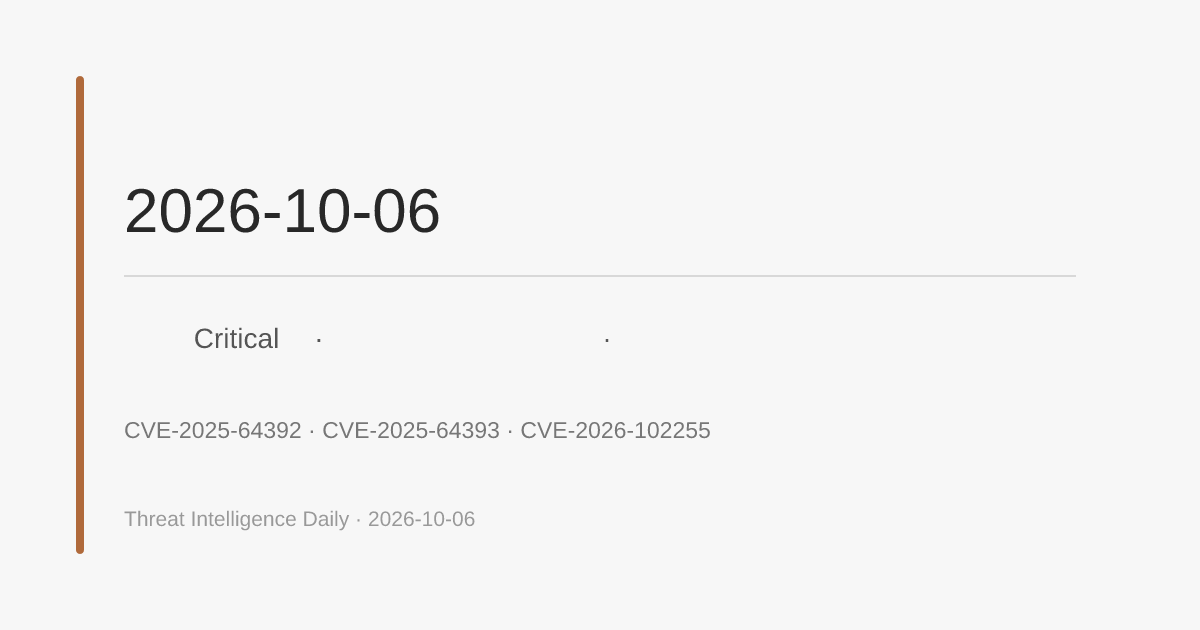 2026-10-06
Critical · ·
CVE-2025-64392 · CVE-2025-64393 · CVE-2026-102255
Threat Intelligence Daily · 2026-10-06